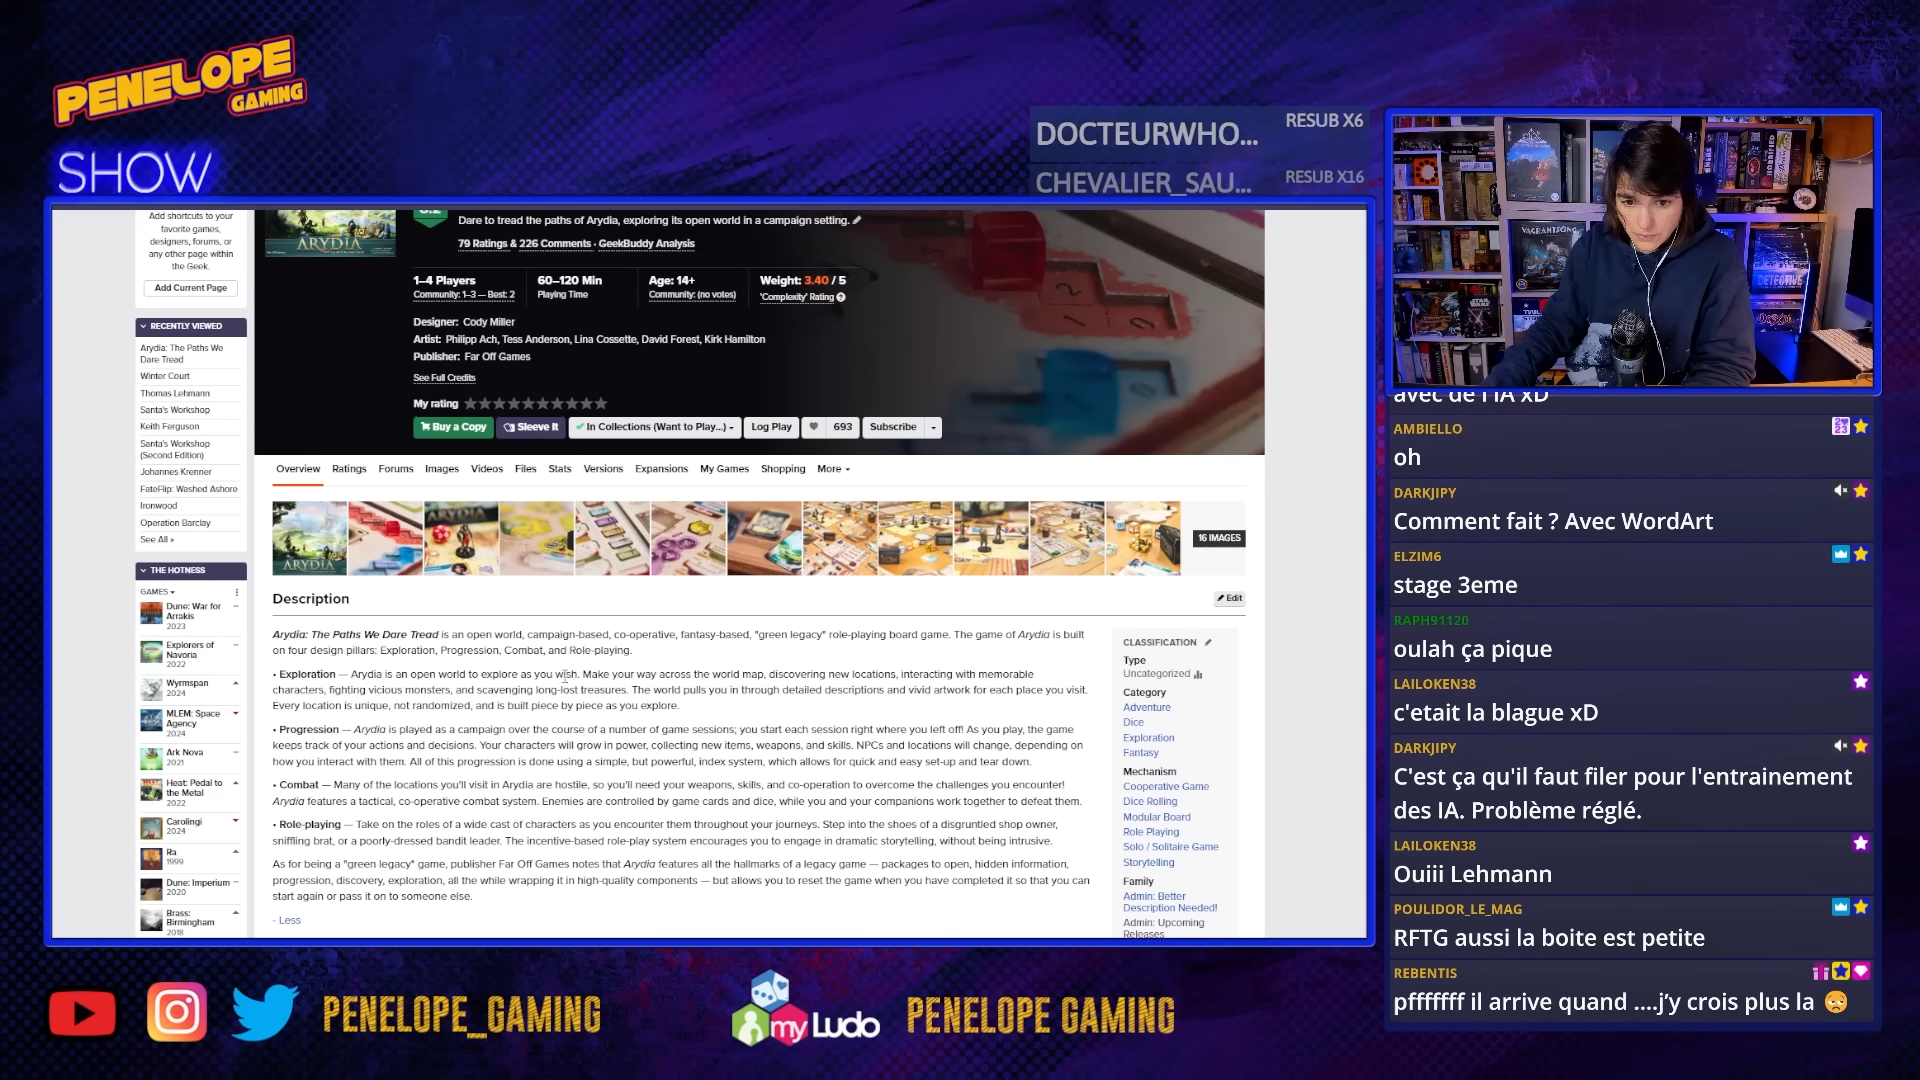 PENELOPE
GAMING
SHOW
DOCTEURWHO...
RESUB X6
CHEVALIER_SAU...
RESUB X16
Add shortcuts to your
favorite games,
designers, forums, or
any other page within
the Geek.
Add Current Page
RECENTLY VIEWED
Arydia: The Paths We
Dare Tread
Winter Court
Thomas Lehmann
Santa's Workshop
Keith Ferguson
Santa's Workshop
(Second Edition)
Johannes Krenner
FateFlip: Washed Ashore
Ironwood
Operation Barclay
See All »
THE HOTNESS
GAMES
Dune: War for
Arrakis
2023
Explorers of
Navoria
2022
Wyrmspan
2024
MLEM: Space
Agency
2024
Ark Nova
2021
Heat: Pedal to
the Metal
2022
Carolingi
2024
Ra
1999
Dune: Imperium
2020
Brass:
Birmingham
2018
ARYDIA
Dare to tread the paths of Arydia, exploring its open world in a campaign setting.
79 Ratings & 226 Comments · GeekBuddy Analysis
1–4 Players
Community: 1–3 — Best: 2
60–120 Min
Playing Time
Age: 14+
Community: (no votes)
Weight: 3.40 / 5
'Complexity' Rating
Designer: Cody Miller
Artist: Philipp Ach, Tess Anderson, Lina Cossette, David Forest, Kirk Hamilton
Publisher: Far Off Games
See Full Credits
My rating
Buy a Copy
Sleeve It
In Collections (Want to Play...)
Log Play
693
Subscribe
Overview
Ratings
Forums
Images
Videos
Files
Stats
Versions
Expansions
My Games
Shopping
More
ARYDIA
16 IMAGES
Description
Edit
Arydia: The Paths We Dare Tread is an open world, campaign-based, co-operative, fantasy-based, "green legacy" role-playing board game. The game of Arydia is built
on four design pillars: Exploration, Progression, Combat, and Role-playing.
• Exploration — Arydia is an open world to explore as you wish. Make your way across the world map, discovering new locations, interacting with memorable
characters, fighting vicious monsters, and scavenging long-lost treasures. The world pulls you in through detailed descriptions and vivid artwork for each place you visit.
Every location is unique, not randomized, and is built piece by piece as you explore.
• Progression — Arydia is played as a campaign over the course of a number of game sessions; you start each session right where you left off! As you play, the game
keeps track of your actions and decisions. Your characters will grow in power, collecting new items, weapons, and skills. NPCs and locations will change, depending on
how you interact with them. All of this progression is done using a simple, but powerful, index system, which allows for quick and easy set-up and tear down.
• Combat — Many of the locations you'll visit in Arydia are hostile, so you'll need your weapons, skills, and co-operation to overcome the challenges you encounter!
Arydia features a tactical, co-operative combat system. Enemies are controlled by game cards and dice, while you and your companions work together to defeat them.
• Role-playing — Take on the roles of a wide cast of characters as you encounter them throughout your journeys. Step into the shoes of a disgruntled shop owner,
sniffling brat, or a poorly-dressed bandit leader. The incentive-based role-play system encourages you to engage in dramatic storytelling, without being intrusive.
As for being a "green legacy" game, publisher Far Off Games notes that Arydia features all the hallmarks of a legacy game — packages to open, hidden information,
progression, discovery, exploration, all the while wrapping it in high-quality components — but allows you to reset the game when you have completed it so that you can
start again or pass it on to someone else.
- Less
CLASSIFICATION
Type
Uncategorized
Category
Adventure
Dice
Exploration
Fantasy
Mechanism
Cooperative Game
Dice Rolling
Modular Board
Role Playing
Solo / Solitaire Game
Storytelling
Family
Admin: Better
Description Needed!
Admin: Upcoming
Releases
VAGRANTSONG
DETECTIVE
STAR
WARS
avec de l'IA xD
AMBIELLO
oh
DARKJIPY
Comment fait ? Avec WordArt
ELZIM6
stage 3eme
RAPH91120
oulah ça pique
LAILOKEN38
c'etait la blague xD
DARKJIPY
C'est ça qu'il faut filer pour l'entrainement
des IA. Problème réglé.
LAILOKEN38
Ouiii Lehmann
POULIDOR_LE_MAG
RFTG aussi la boite est petite
REBENTIS
pfffffff il arrive quand ....j'y crois plus la
PENELOPE_GAMING
my Ludo
PENELOPE GAMING